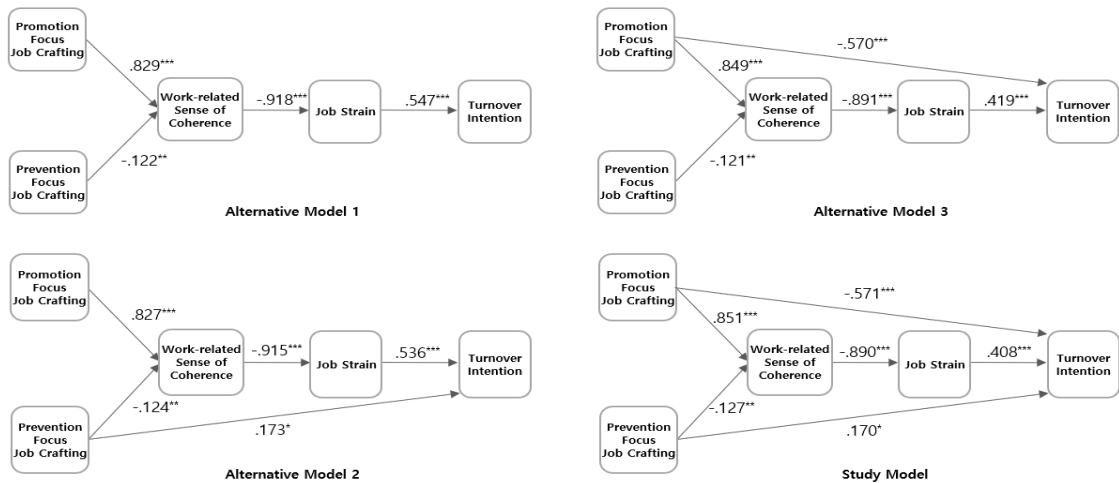 Promotion
Focus
Job Crafting
.829***
Work-related
Sense of
Coherence
-.918***
Job Strain
.547***
Turnover
Intention
-.122**
Prevention
Focus
Job Crafting
Alternative Model 1
Promotion
Focus
Job Crafting
-.570***
.849***
Work-related
Sense of
Coherence
-.891***
Job Strain
.419***
Turnover
Intention
-.121**
Prevention
Focus
Job Crafting
Alternative Model 3
Promotion
Focus
Job Crafting
.827***
Work-related
Sense of
Coherence
-.915***
Job Strain
.536***
Turnover
Intention
-.124**
Prevention
Focus
Job Crafting
.173*
Alternative Model 2
Promotion
Focus
Job Crafting
-.571***
.851***
Work-related
Sense of
Coherence
-.890***
Job Strain
.408***
Turnover
Intention
-.127**
Prevention
Focus
Job Crafting
.170*
Study Model